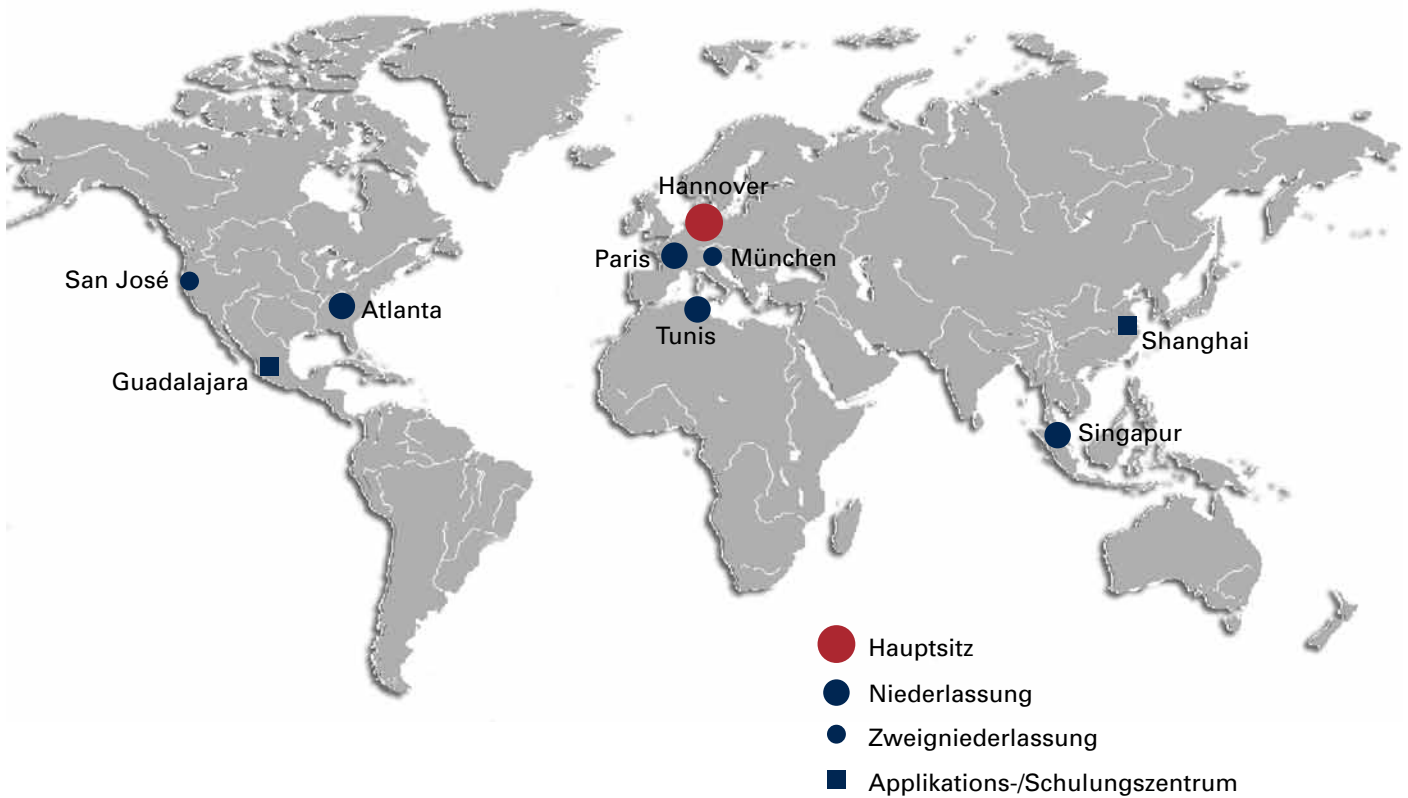 Hannover
Paris
München
San José
Atlanta
Tunis
Shanghai
Guadalajara
Singapur
Hauptsitz
Niederlassung
Zweigniederlassung
Applikations-/Schulungszentrum